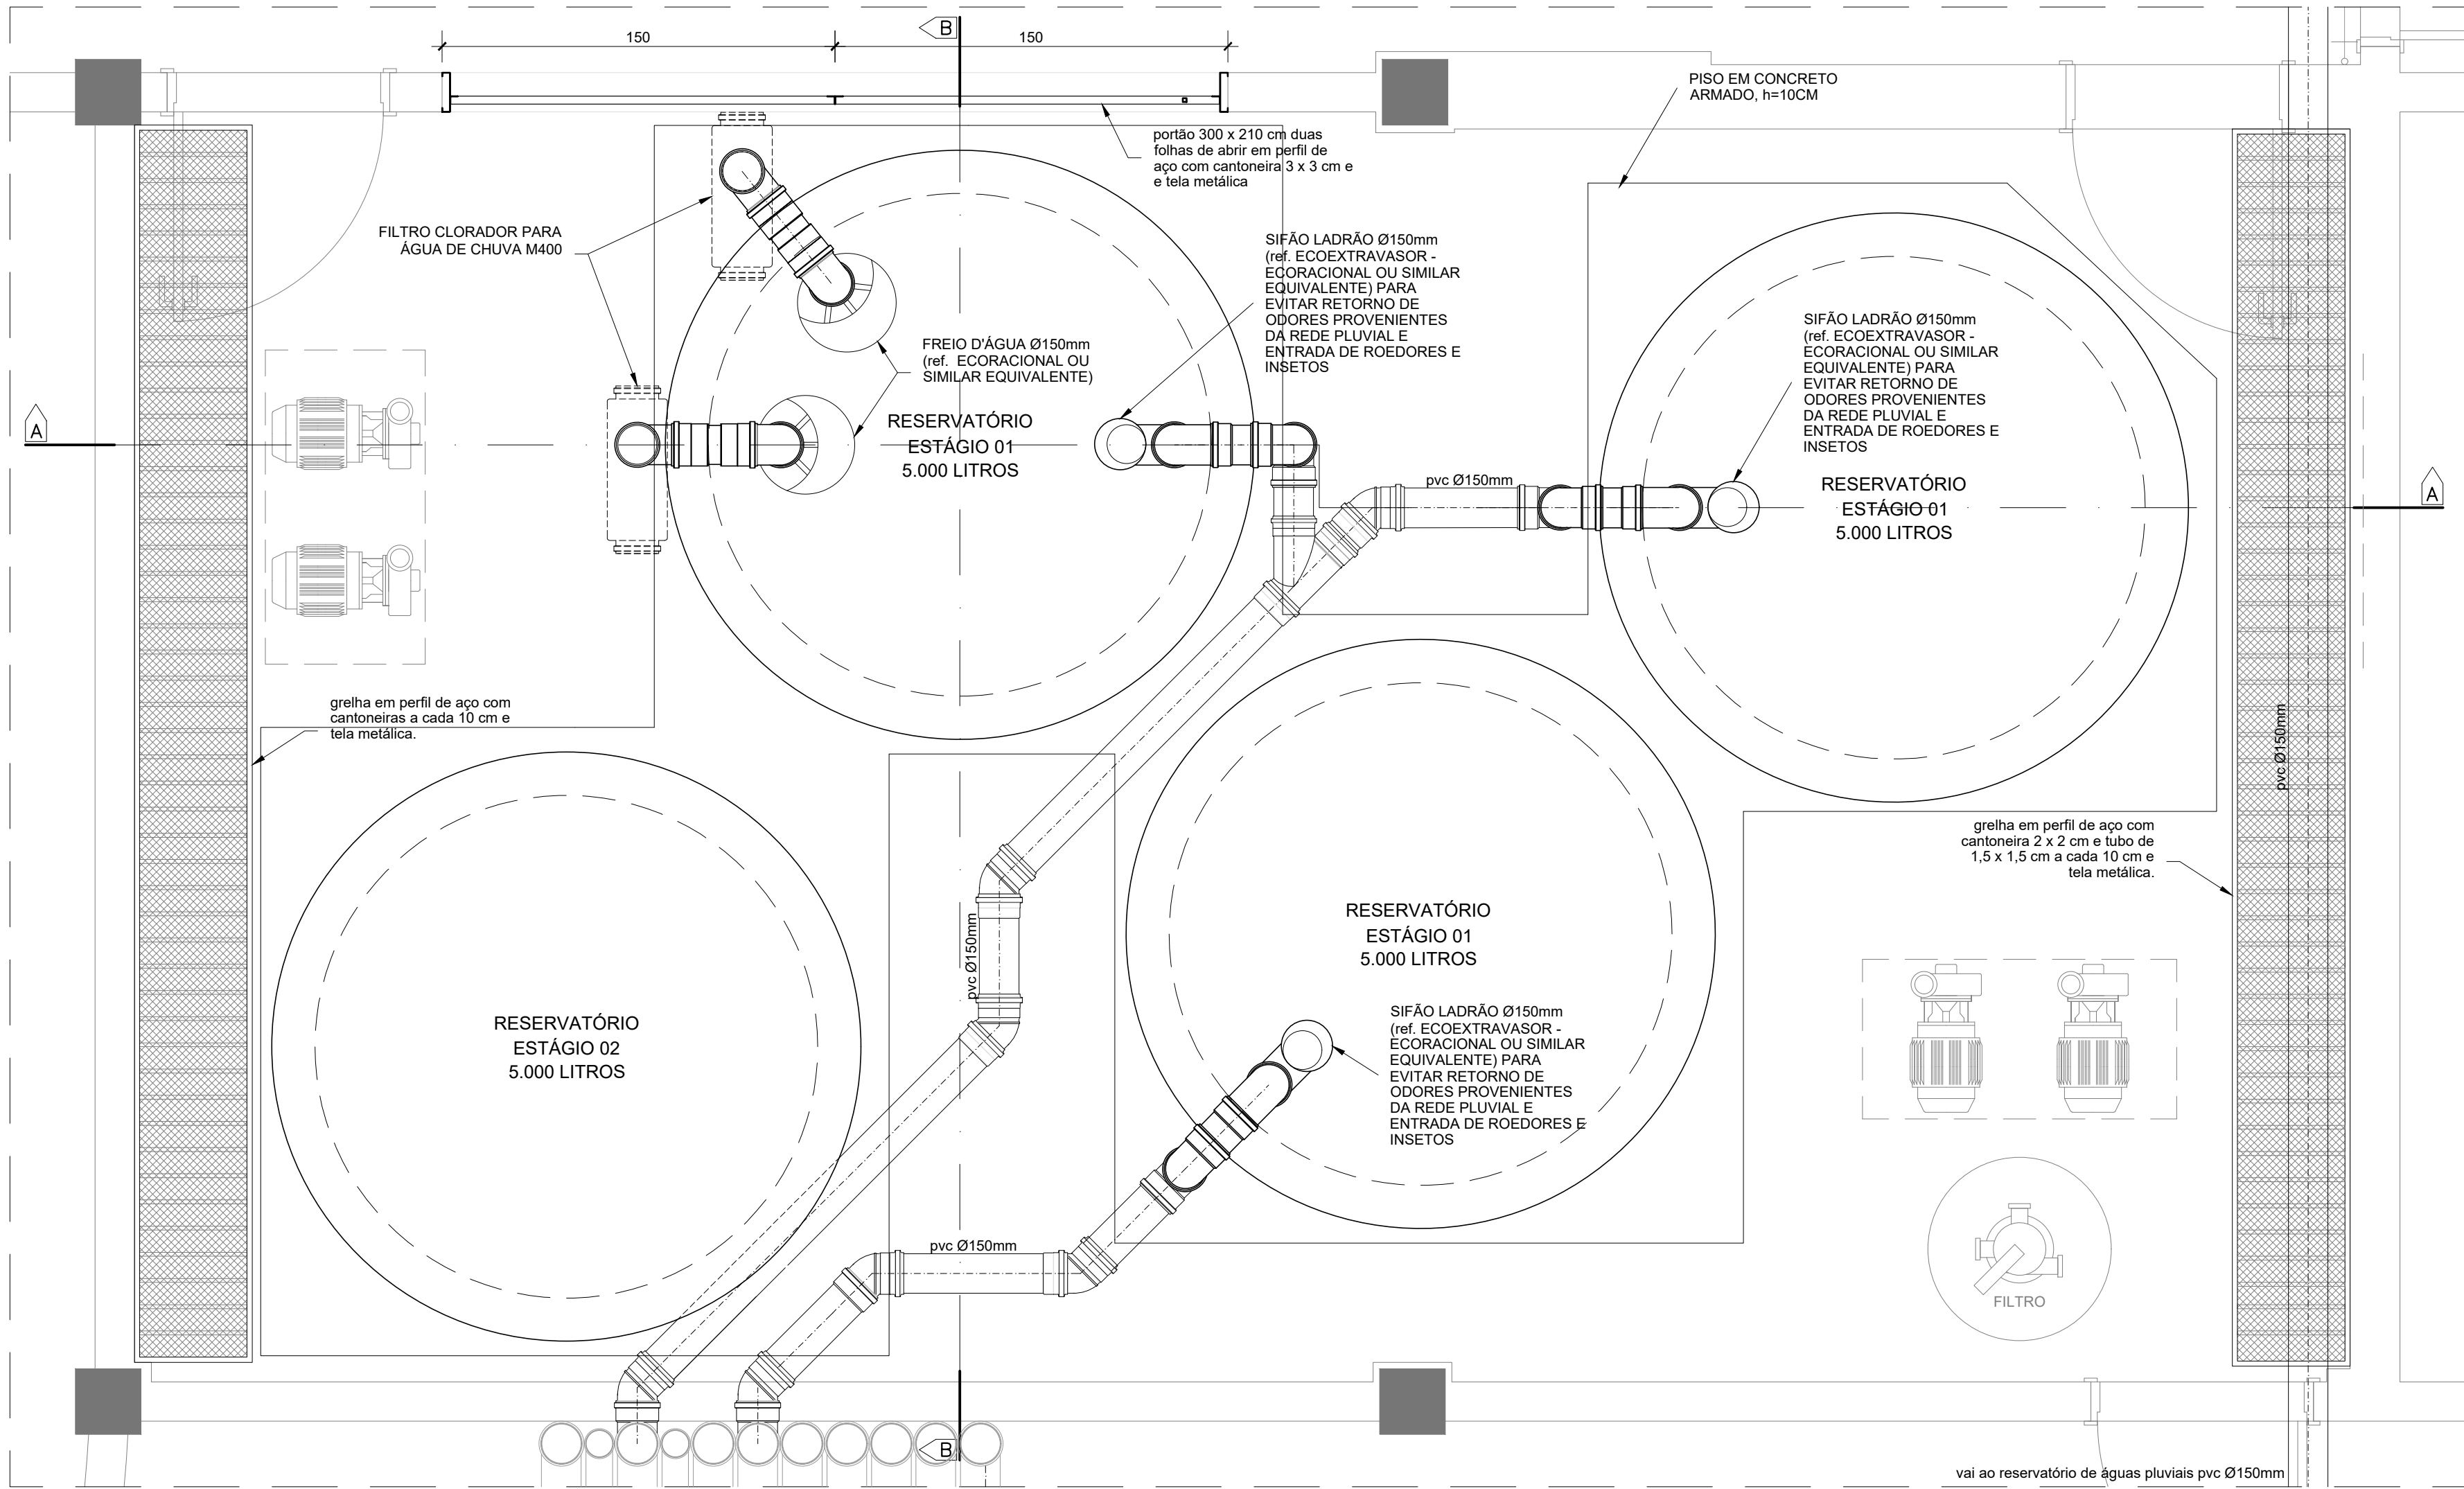 B
150
150
PISO EM CONCRETO
ARMADO, h=10CM
portão 300 x 210 cm duas
folhas de abrir em perfil de
aço com cantoneira 3 x 3 cm e
e tela metálica
FILTRO CLORADOR PARA
ÁGUA DE CHUVA M400
SIFÃO LADRÃO Ø150mm
(ref. ECOEXTRAVASOR -
ECORACIONAL OU SIMILAR
EQUIVALENTE) PARA
EVITAR RETORNO DE
ODORES PROVENIENTES
DA REDE PLUVIAL E
ENTRADA DE ROEDORES E
INSETOS
SIFÃO LADRÃO Ø150mm
(ref. ECOEXTRAVASOR -
ECORACIONAL OU SIMILAR
EQUIVALENTE) PARA
EVITAR RETORNO DE
ODORES PROVENIENTES
DA REDE PLUVIAL E
ENTRADA DE ROEDORES E
INSETOS
FREIO D'ÁGUA Ø150mm
(ref. ECORACIONAL OU
SIMILAR EQUIVALENTE)
A
RESERVATÓRIO
ESTÁGIO 01
5.000 LITROS
pvc Ø150mm
RESERVATÓRIO
ESTÁGIO 01
5.000 LITROS
A
grelha em perfil de aço com
cantoneiras a cada 10 cm e
tela metálica.
pvc Ø150mm
grelha em perfil de aço com
cantoneira 2 x 2 cm e tubo de
1,5 x 1,5 cm a cada 10 cm e
tela metálica.
RESERVATÓRIO
ESTÁGIO 01
5.000 LITROS
pvc Ø150mm
RESERVATÓRIO
ESTÁGIO 02
5.000 LITROS
SIFÃO LADRÃO Ø150mm
(ref. ECOEXTRAVASOR -
ECORACIONAL OU SIMILAR
EQUIVALENTE) PARA
EVITAR RETORNO DE
ODORES PROVENIENTES
DA REDE PLUVIAL E
ENTRADA DE ROEDORES E
INSETOS
pvc Ø150mm
FILTRO
B
vai ao reservatório de águas pluviais pvc Ø150mm